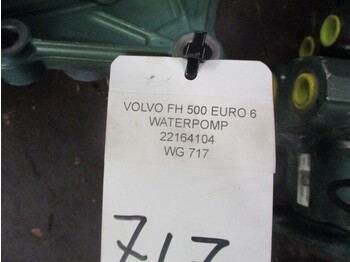 VOLVO FH 500 EURO 6
WATERPOMP
22164104
WG 717
717